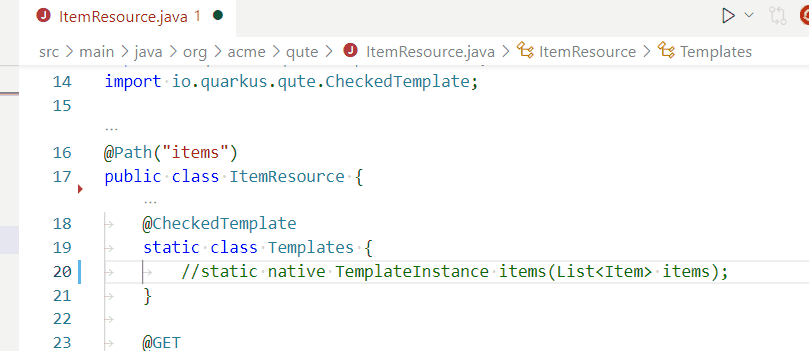 ItemResource.java 1
src > main > java > org > acme > qute > ItemResource.java > ItemResource > Templates
14 import io.quarkus.qute.CheckedTemplate;
15
...
16 @Path("items")
17 public class ItemResource {
...
18 @CheckedTemplate
19 static class Templates {
20 //static native TemplateInstance items(List<Item> items);
21 }
22
23 @GET